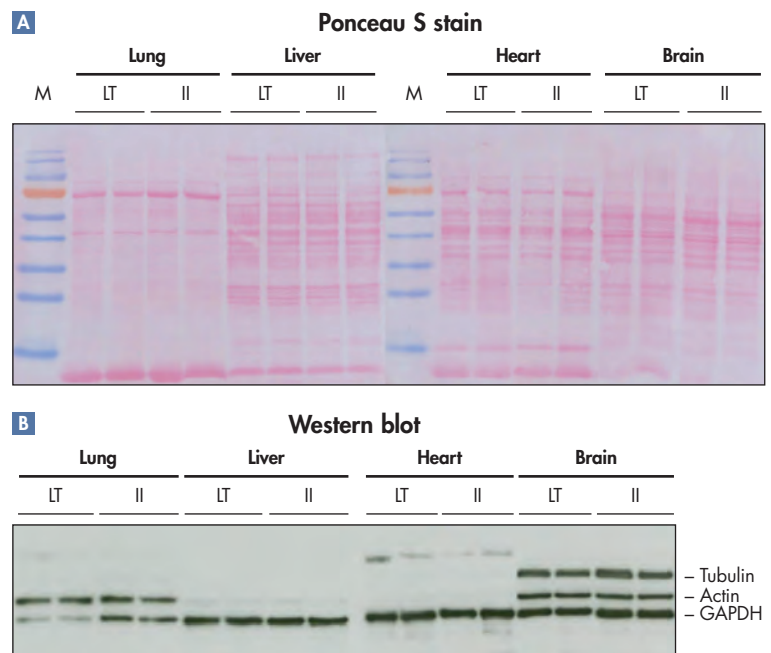 A Ponceau S stain
Lung Liver Heart Brain
M LT II LT II M LT II LT II
B Western blot
Lung Liver Heart Brain
LT II LT II LT II LT II
– Tubulin
– Actin
– GAPDH